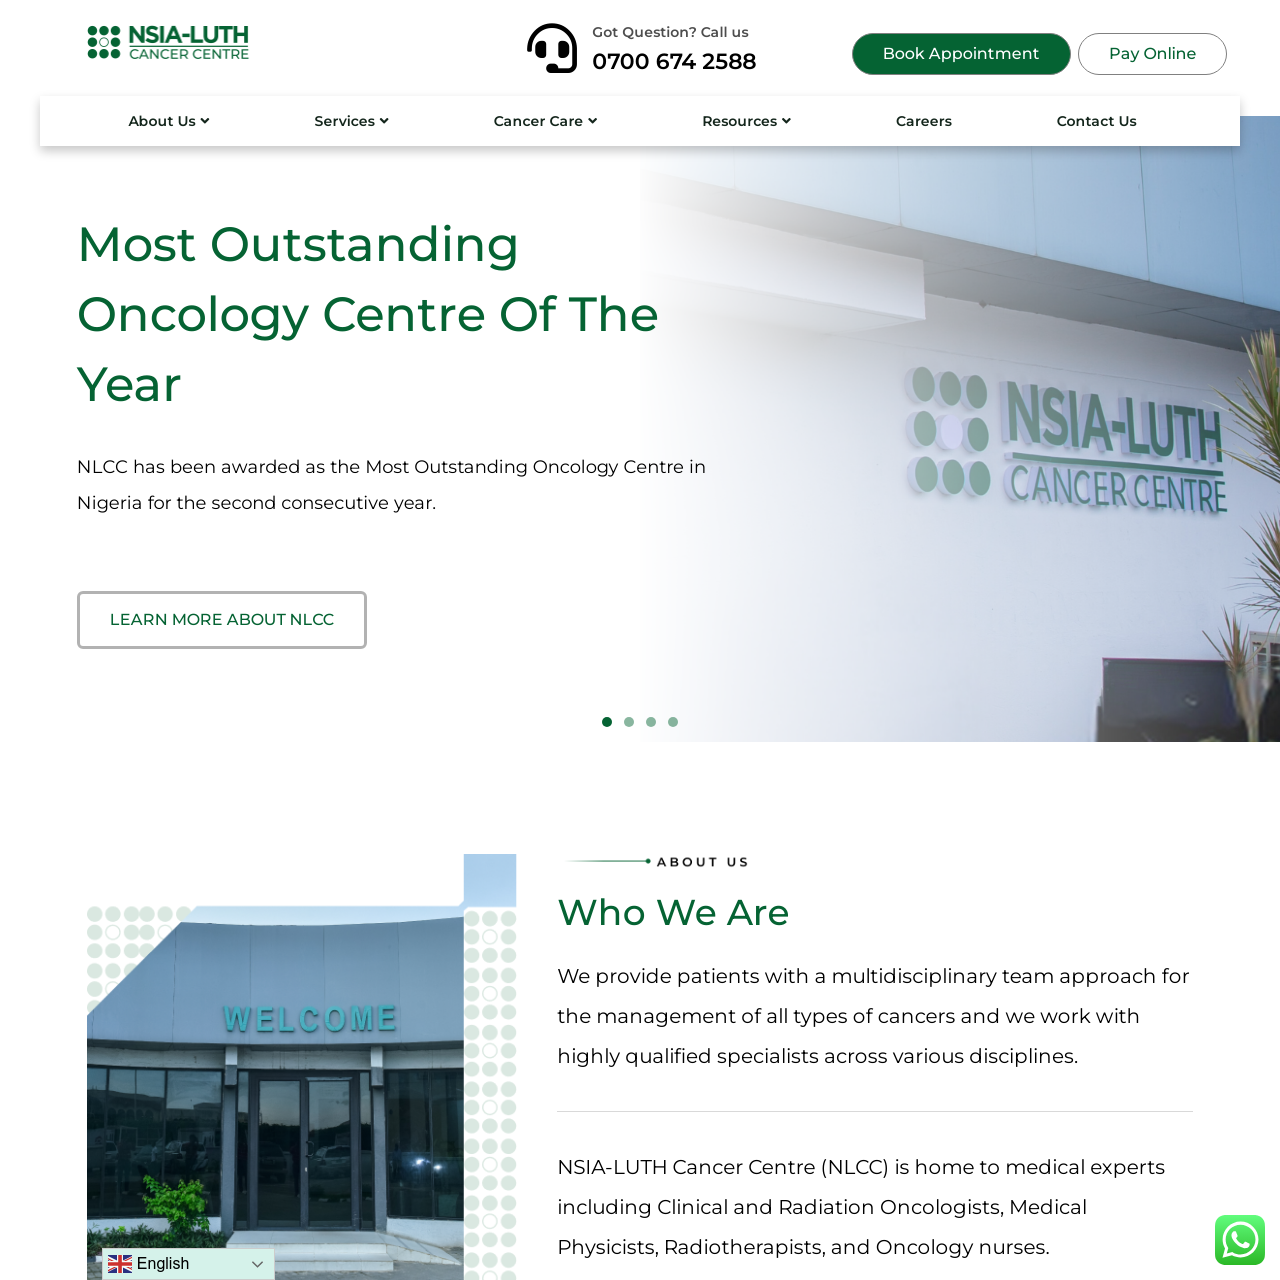 NSIA-LUTH
CANCER CENTRE
Got Question? Call us
0700 674 2588
Book Appointment
Pay Online
About Us
Services
Cancer Care
Resources
Careers
Contact Us
Most Outstanding
Oncology Centre Of The
Year
NLCC has been awarded as the Most Outstanding Oncology Centre in
Nigeria for the second consecutive year.
LEARN MORE ABOUT NLCC
NSIA-LUTH
CANCER CENTRE
WELCOME
ABOUT US
Who We Are
We provide patients with a multidisciplinary team approach for
the management of all types of cancers and we work with
highly qualified specialists across various disciplines.
NSIA-LUTH Cancer Centre (NLCC) is home to medical experts
including Clinical and Radiation Oncologists, Medical
Physicists, Radiotherapists, and Oncology nurses.
English